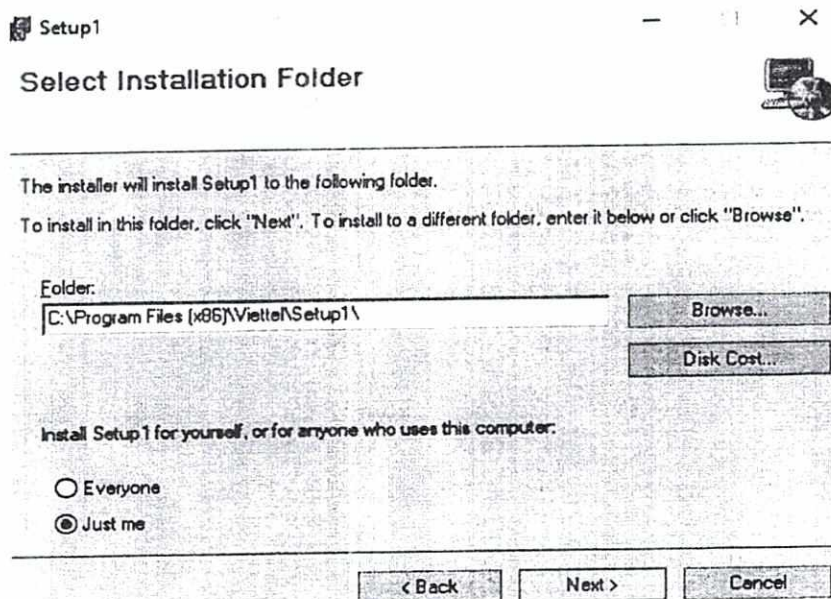 Setup1
Select Installation Folder
The installer will install Setup1 to the following folder.
To install in this folder, click "Next". To install to a different folder, enter it below or click "Browse".
Folder:
C:\Program Files (x86)\Viettel\Setup1\
Browse...
Disk Cost...
Install Setup1 for yourself, or for anyone who uses this computer:
Everyone
Just me
< Back
Next >
Cancel